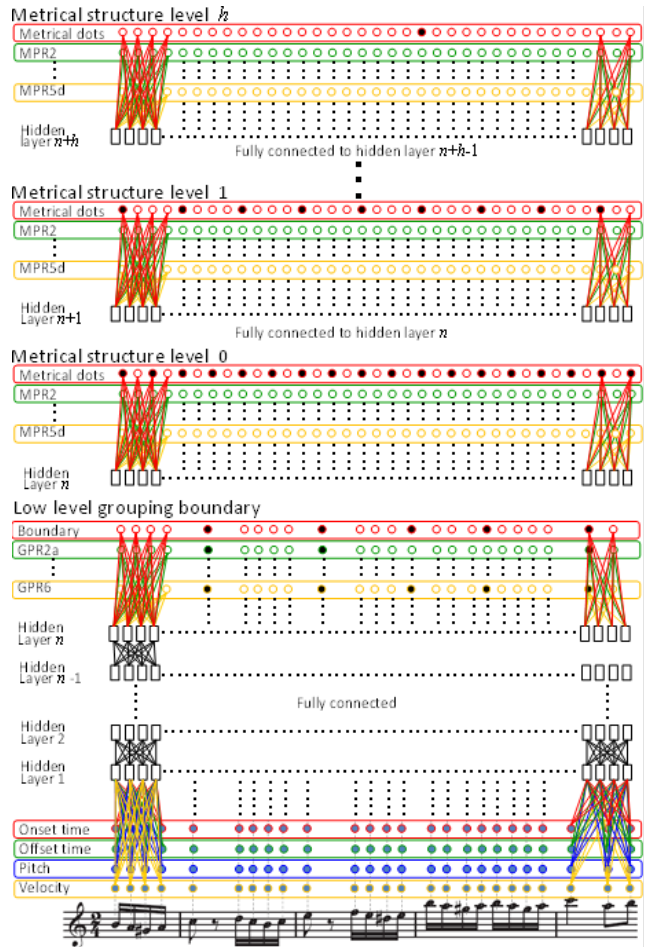 Metrical structure level h
Metrical dots
MPR2
MPR5d
Hidden
layer n+h
Fully connected to hidden layer n+h-1
Metrical structure level 1
Metrical dots
MPR2
MPR5d
Hidden
Layer n+1
Fully connected to hidden layer n
Metrical structure level 0
Metrical dots
MPR2
MPR5d
Hidden
Layer n
Low level grouping boundary
Boundary
GPR2a
GPR6
Hidden
Layer n
Hidden
Layer n -1
Fully connected
Hidden
Layer 2
Hidden
Layer 1
Onset time
Offset time
Pitch
Velocity
2
4